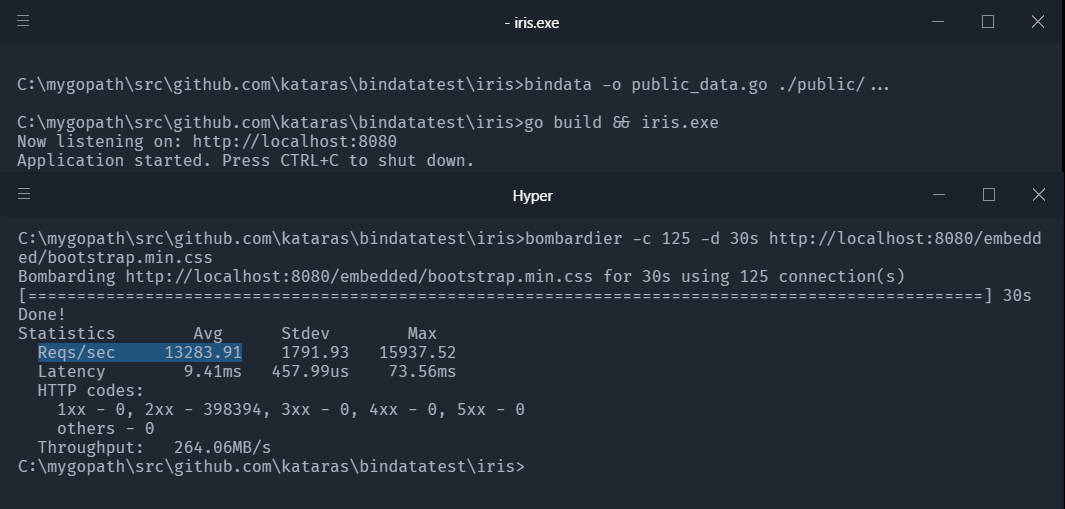 - iris.exe
C:\mygopath\src\github.com\kataras\bindatatest\iris>bindata -o public_data.go ./public/...
C:\mygopath\src\github.com\kataras\bindatatest\iris>go build && iris.exe
Now listening on: http://localhost:8080
Application started. Press CTRL+C to shut down.
Hyper
C:\mygopath\src\github.com\kataras\bindatatest\iris>bombardier -c 125 -d 30s http://localhost:8080/embedd
ed/bootstrap.min.css
Bombarding http://localhost:8080/embedded/bootstrap.min.css for 30s using 125 connection(s)
[==================================================================================================] 30s
Done!
Statistics        Avg      Stdev        Max
  Reqs/sec     13283.91    1791.93   15937.52
  Latency        9.41ms   457.99us    73.56ms
  HTTP codes:
    1xx - 0, 2xx - 398394, 3xx - 0, 4xx - 0, 5xx - 0
    others - 0
  Throughput:   264.06MB/s
C:\mygopath\src\github.com\kataras\bindatatest\iris>